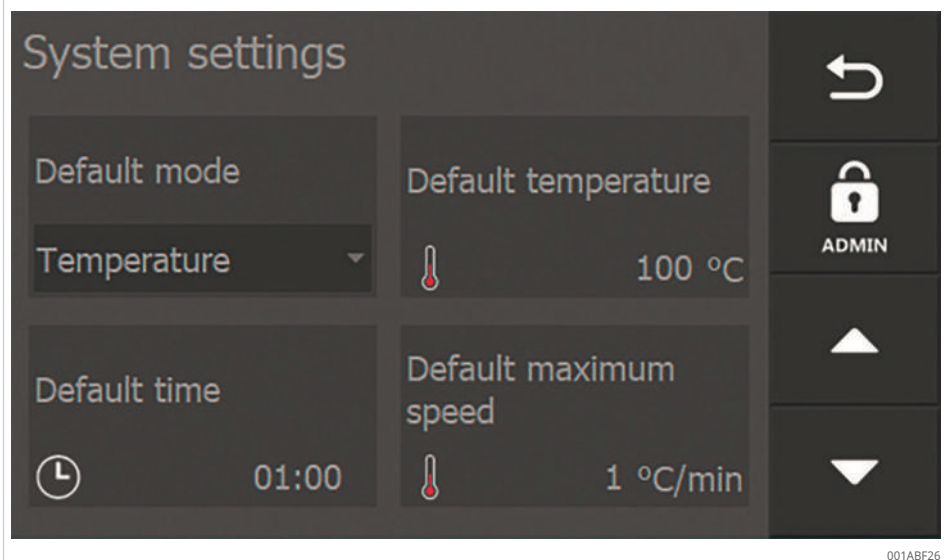 System settings
Default mode
Temperature
Default temperature
100 °C
Default time
01:00
Default maximum
speed
1 °C/min
ADMIN
001ABF26